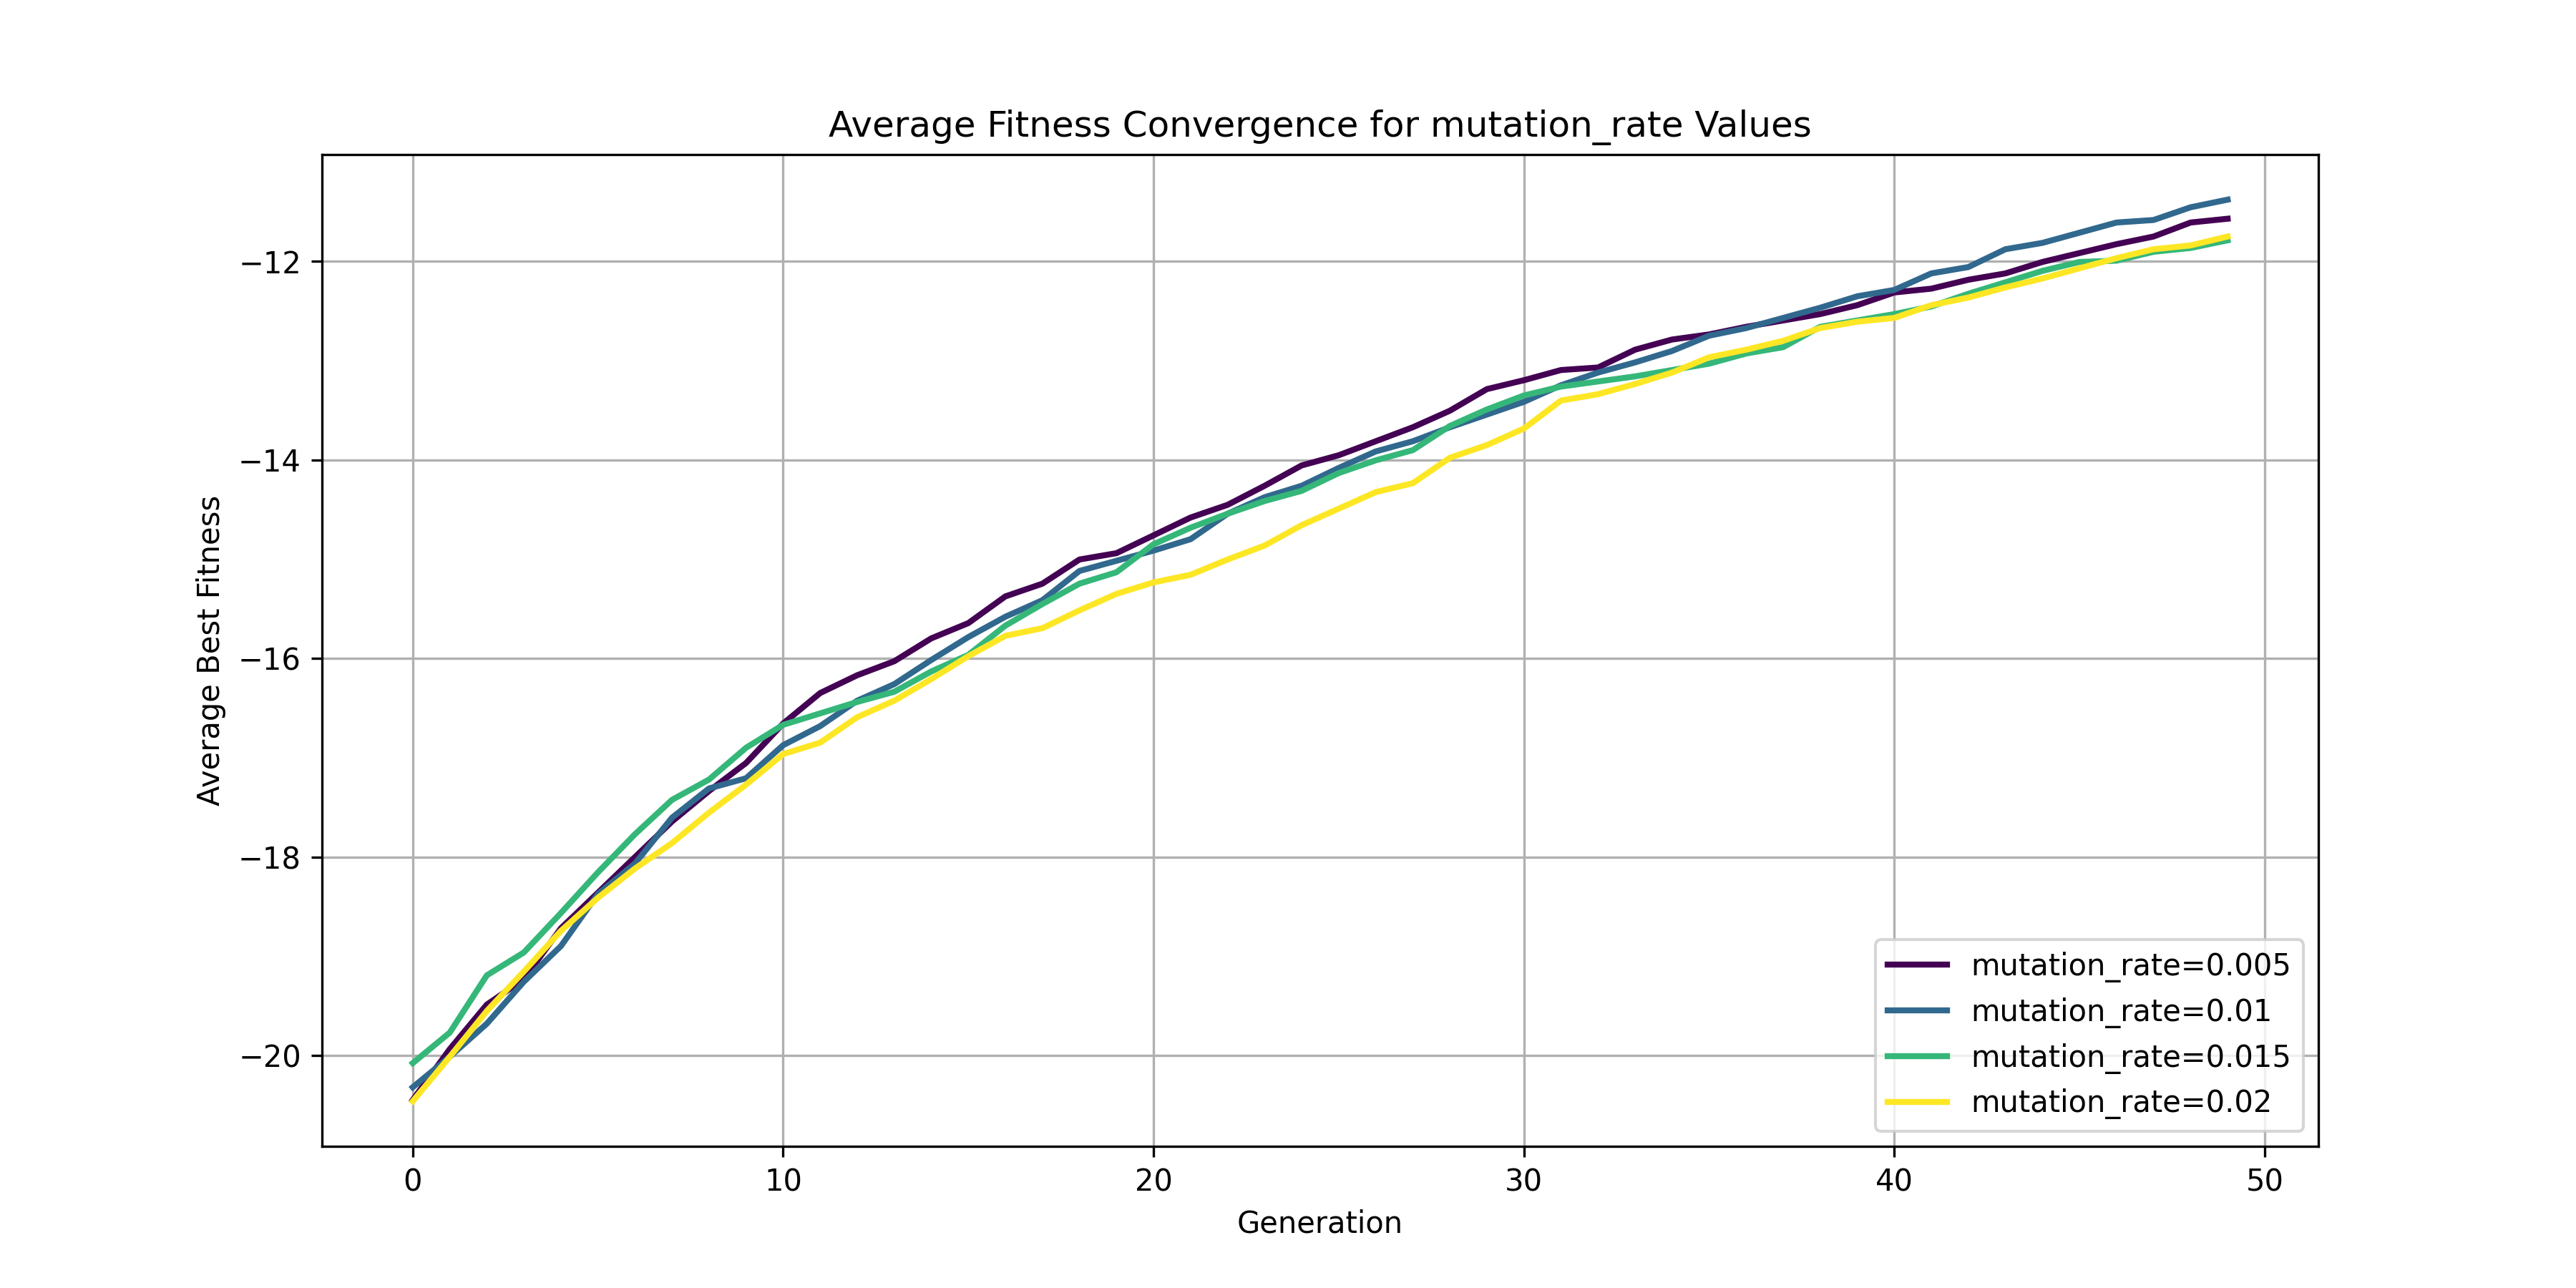 Average Fitness Convergence for mutation_rate Values
Average Best Fitness
−12
−14
−16
−18
−20
0 10 20 30 40 50
Generation
mutation_rate=0.005
mutation_rate=0.01
mutation_rate=0.015
mutation_rate=0.02